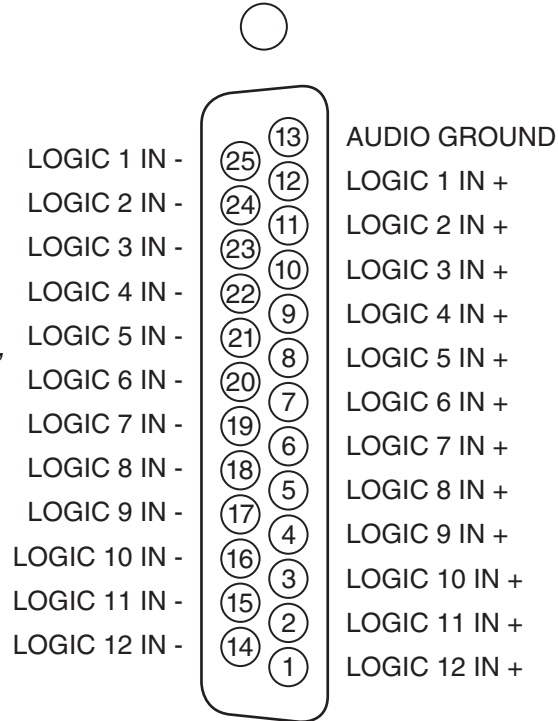 13 AUDIO GROUND
LOGIC 1 IN - 25
12 LOGIC 1 IN +
LOGIC 2 IN - 24
11 LOGIC 2 IN +
LOGIC 3 IN - 23
10 LOGIC 3 IN +
LOGIC 4 IN - 22
9 LOGIC 4 IN +
LOGIC 5 IN - 21
8 LOGIC 5 IN +
LOGIC 6 IN - 20
7 LOGIC 6 IN +
LOGIC 7 IN - 19
6 LOGIC 7 IN +
LOGIC 8 IN - 18
5 LOGIC 8 IN +
LOGIC 9 IN - 17
4 LOGIC 9 IN +
LOGIC 10 IN - 16
3 LOGIC 10 IN +
LOGIC 11 IN - 15
2 LOGIC 11 IN +
LOGIC 12 IN - 14
1 LOGIC 12 IN +